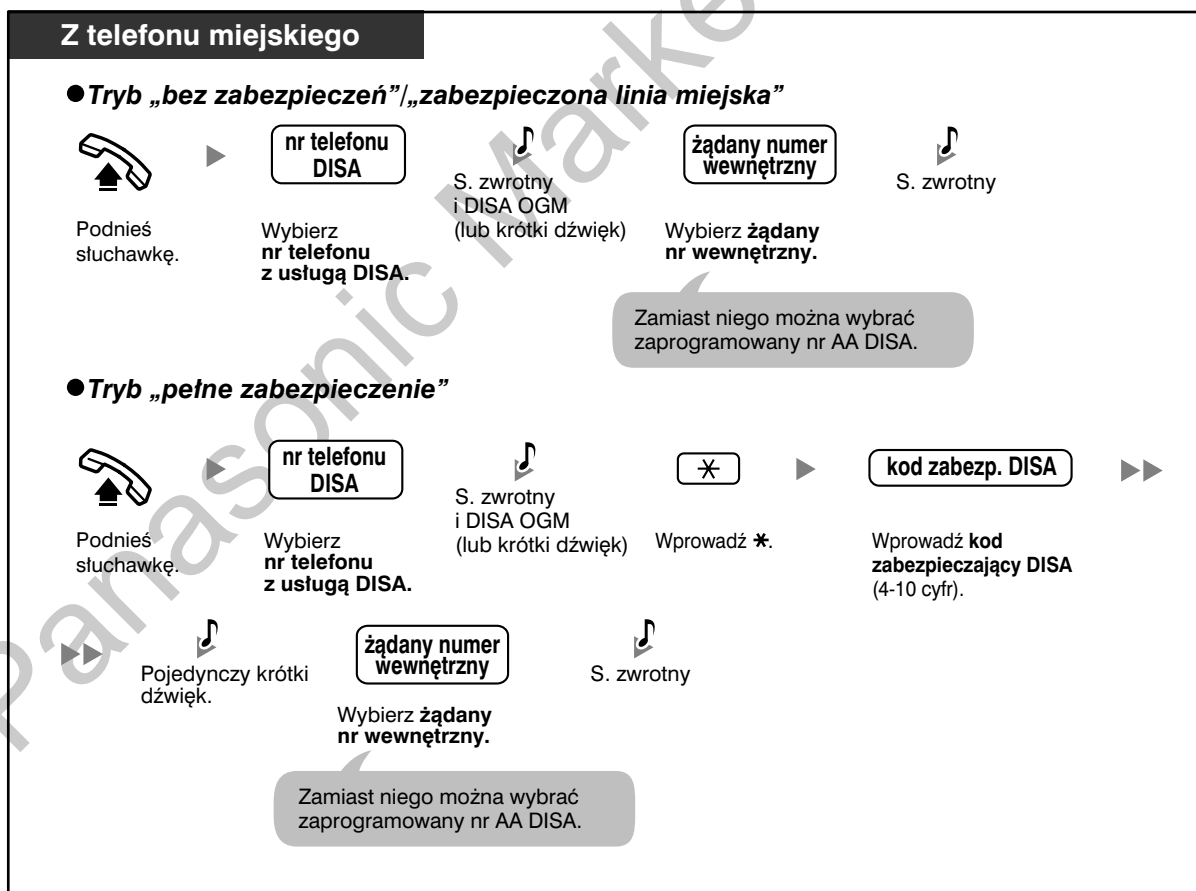 Z telefonu miejskiego
●Tryb „bez zabezpieczeń”/„zabezpieczona linia miejska”
Podnieś
słuchawkę.
nr telefonu
DISA
Wybierz
nr telefonu
z usługą DISA.
S. zwrotny
i DISA OGM
(lub krótki dźwięk)
żądany numer
wewnętrzny
Wybierz żądany
nr wewnętrzny.
S. zwrotny
Zamiast niego można wybrać
zaprogramowany nr AA DISA.
●Tryb „pełne zabezpieczenie”
Podnieś
słuchawkę.
nr telefonu
DISA
Wybierz
nr telefonu
z usługą DISA.
S. zwrotny
i DISA OGM
(lub krótki dźwięk)
*
Wprowadź *.
kod zabezp. DISA
Wprowadź kod
zabezpieczający DISA
(4-10 cyfr).
Pojedynczy krótki
dźwięk.
żądany numer
wewnętrzny
Wybierz żądany
nr wewnętrzny.
S. zwrotny
Zamiast niego można wybrać
zaprogramowany nr AA DISA.
Panasonic Marke